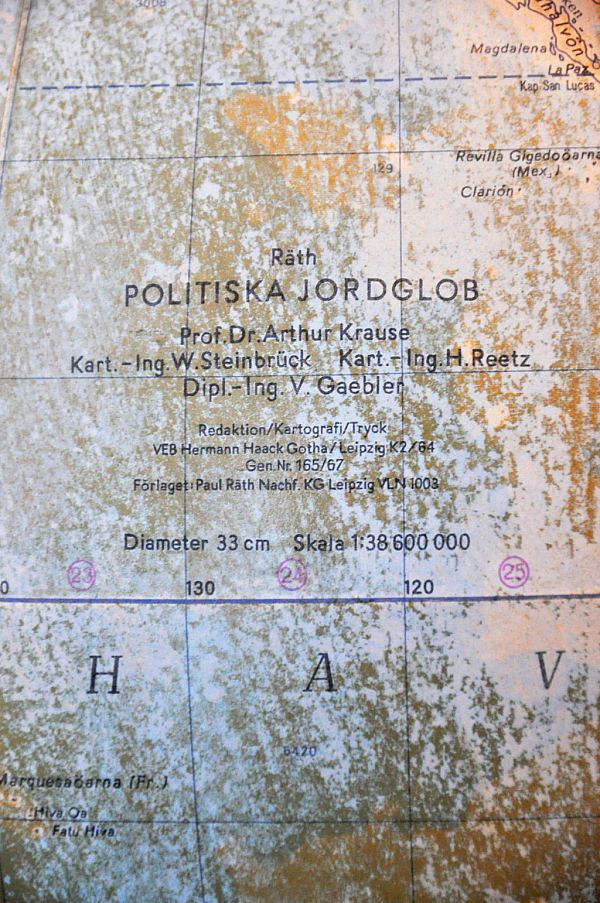 3008
Magdalena
La Paz
Kap San Lucas
129
Revilla Gigedoöarna
(Mex.)
Clarión
Räth
POLITISKA JORDGLOB
Prof. Dr. Arthur Krause
Kart.-Ing. W. Steinbrück Kart.-Ing. H. Reetz
Dipl.-Ing. V. Gaebler
Redaktion/Kartografi/Tryck
VEB Hermann Haack Gotha/Leipzig K2/64
Gen. Nr. 165/67
Förlaget: Paul Räth Nachf. KG Leipzig VLN 1003
Diameter 33 cm Skala 1:38 600 000
23 24 25
0 130 120
H A V
6420
Marquesaöarna (Fr.)
Hiva Oa
Fatu Hiva